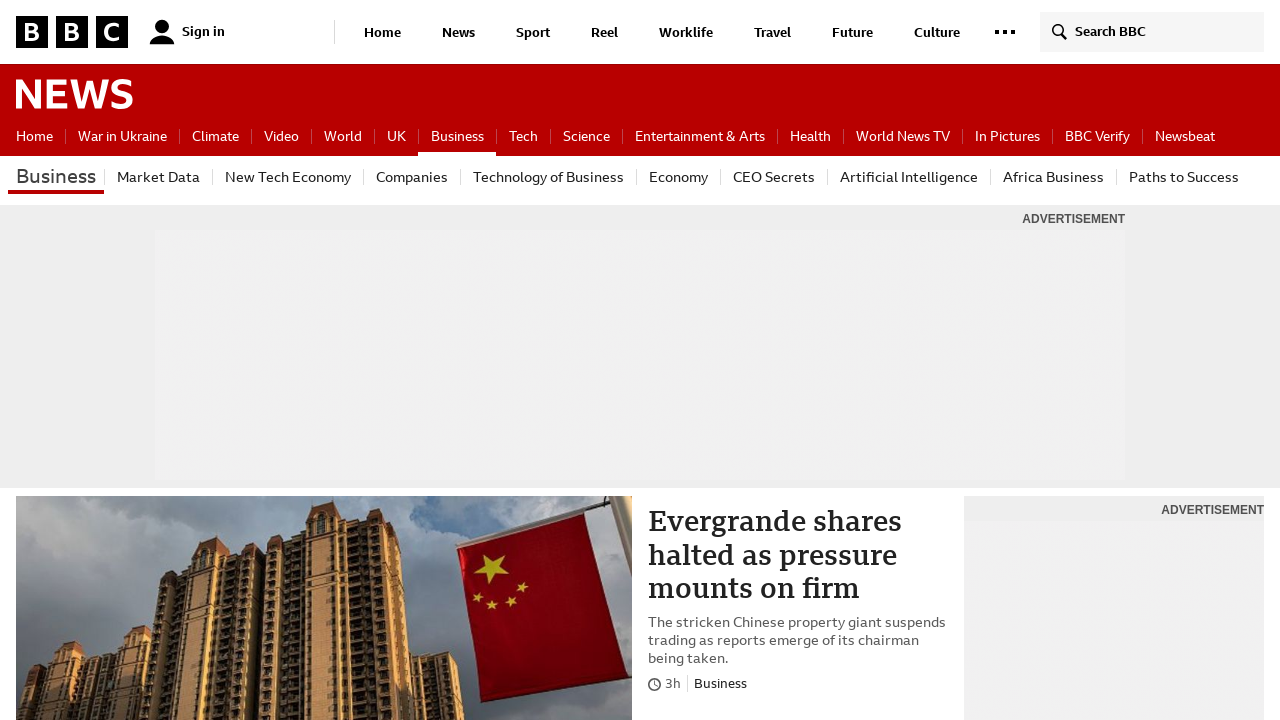 BBC Sign in Home News Sport Reel Worklife Travel Future Culture Search BBC
NEWS
Home War in Ukraine Climate Video World UK Business Tech Science Entertainment & Arts Health World News TV In Pictures BBC Verify Newsbeat
Business Market Data New Tech Economy Companies Technology of Business Economy CEO Secrets Artificial Intelligence Africa Business Paths to Success
ADVERTISEMENT
Evergrande shares
halted as pressure
mounts on firm
The stricken Chinese property giant suspends
trading as reports emerge of its chairman
being taken.
3h Business
ADVERTISEMENT